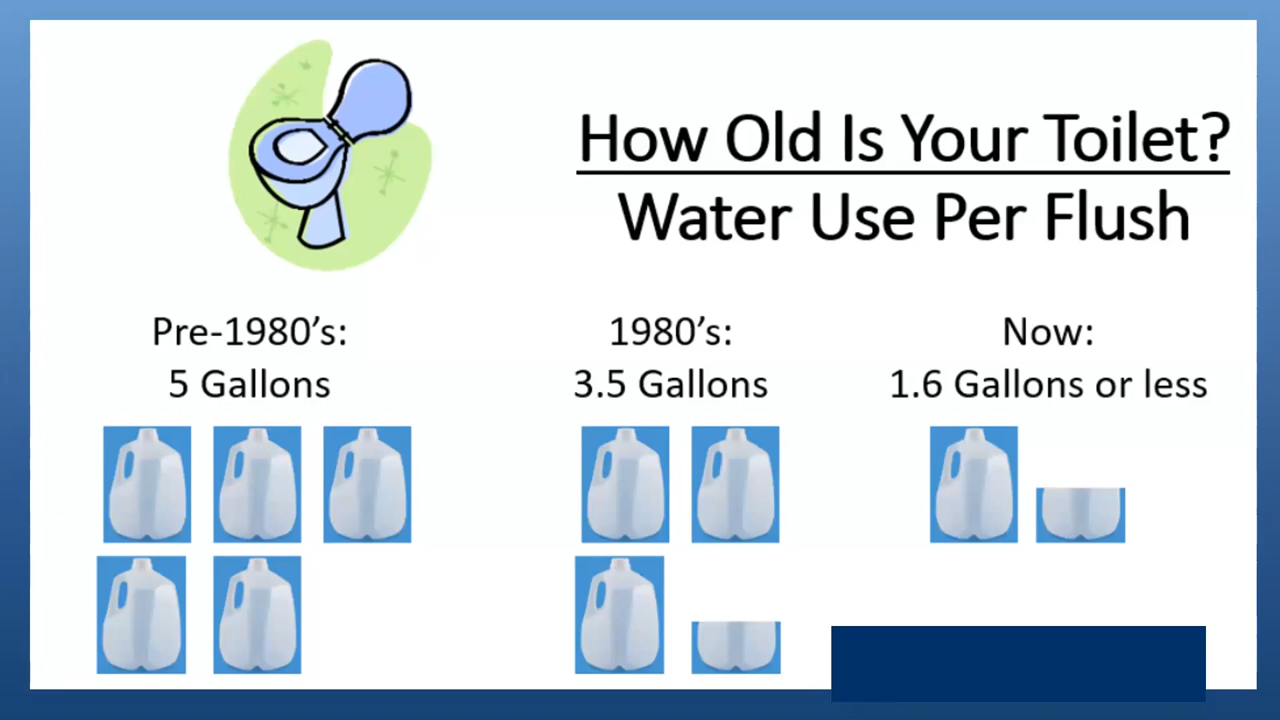 How Old Is Your Toilet?
Water Use Per Flush
Pre-1980’s:
5 Gallons
1980’s:
3.5 Gallons
Now:
1.6 Gallons or less